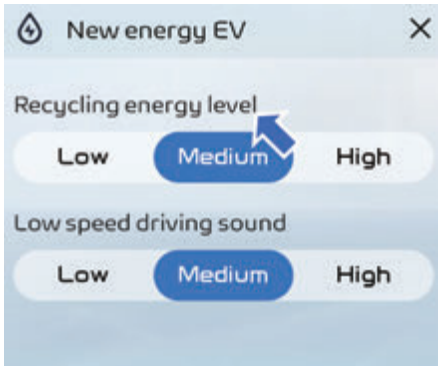 New energy EV
Recycling energy level
Low Medium High
Low speed driving sound
Low Medium High